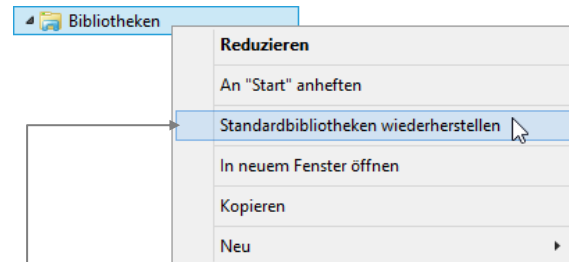 Bibliotheken
Reduzieren
An "Start" anheften
Standardbibliotheken wiederherstellen
In neuem Fenster öffnen
Kopieren
Neu